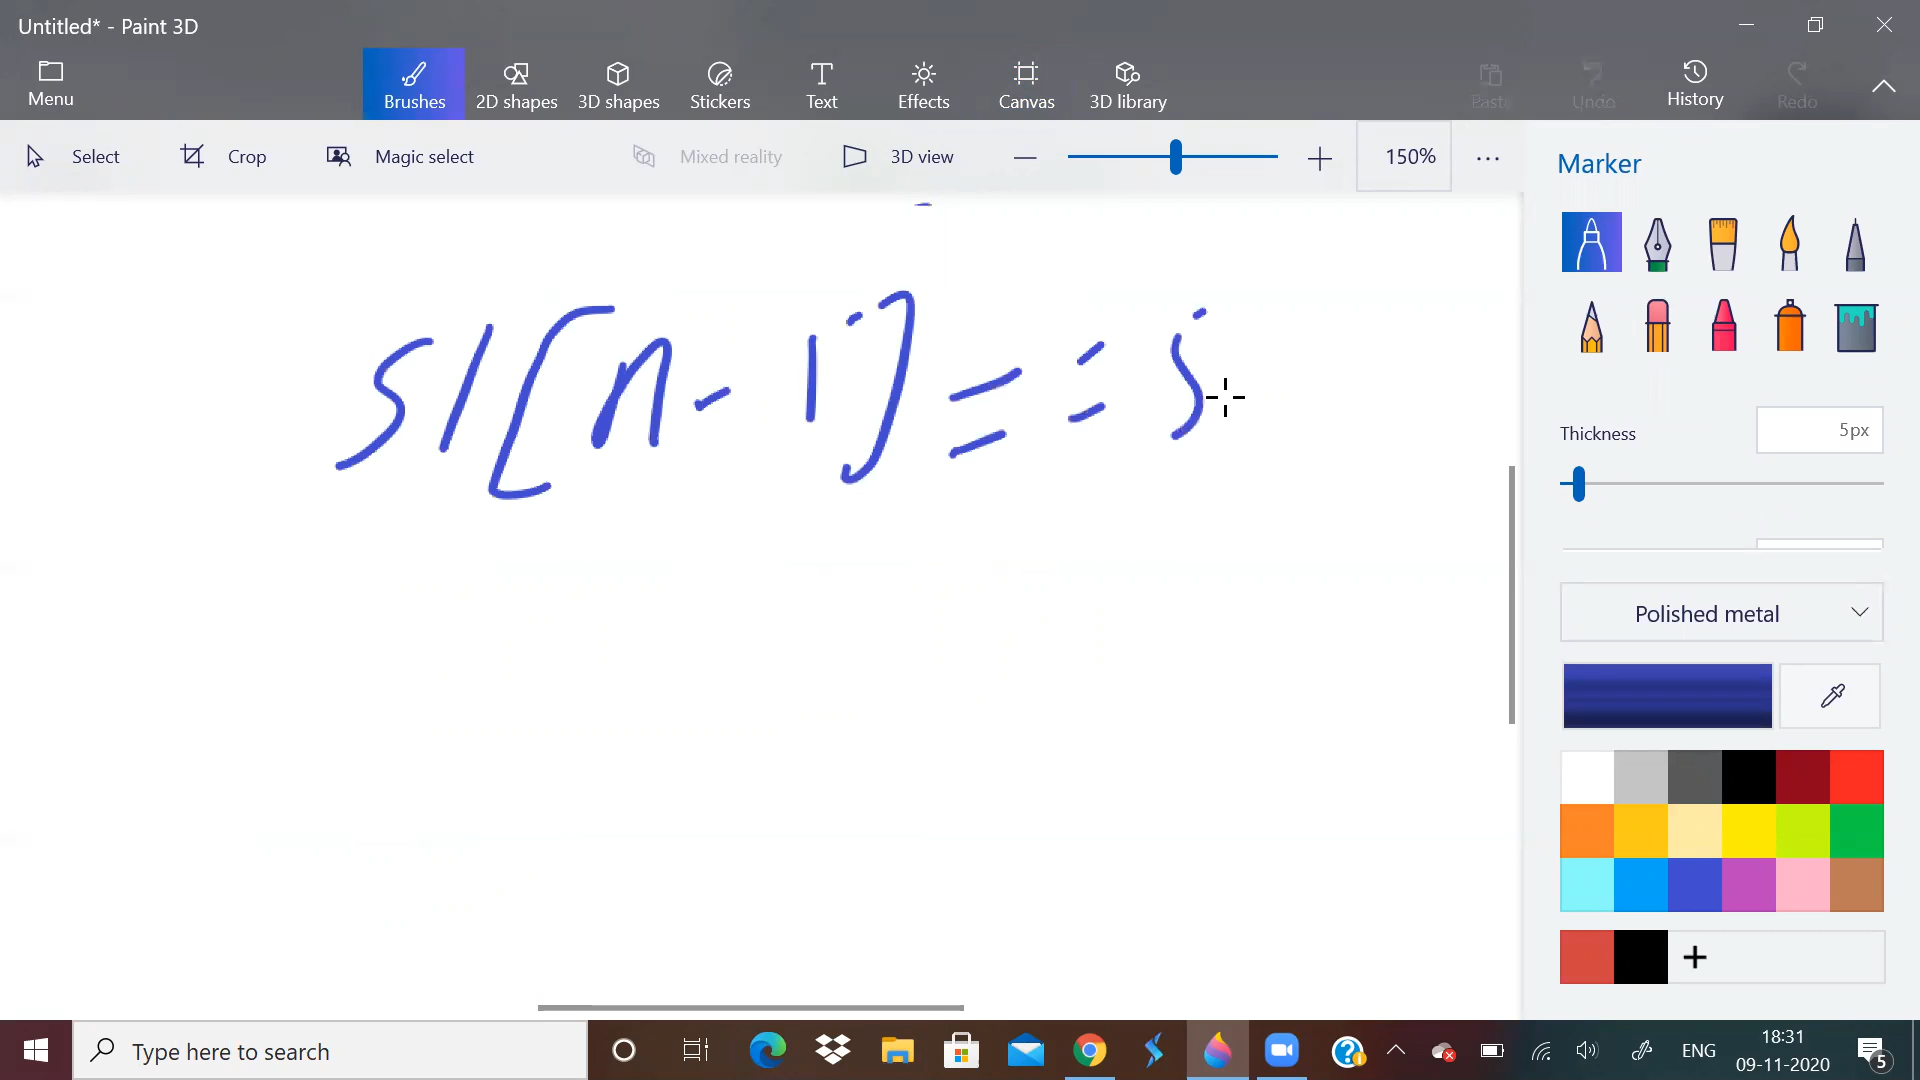 Untitled* - Paint 3D
Menu
Brushes
2D shapes
3D shapes
Stickers
Text
Effects
Canvas
3D library
Paste
Undo
History
Redo
Select
Crop
Magic select
Mixed reality
3D view
150%
Marker
s1[n-1]==
Thickness
5px
Polished metal
Type here to search
ENG
18:31
09-11-2020
5